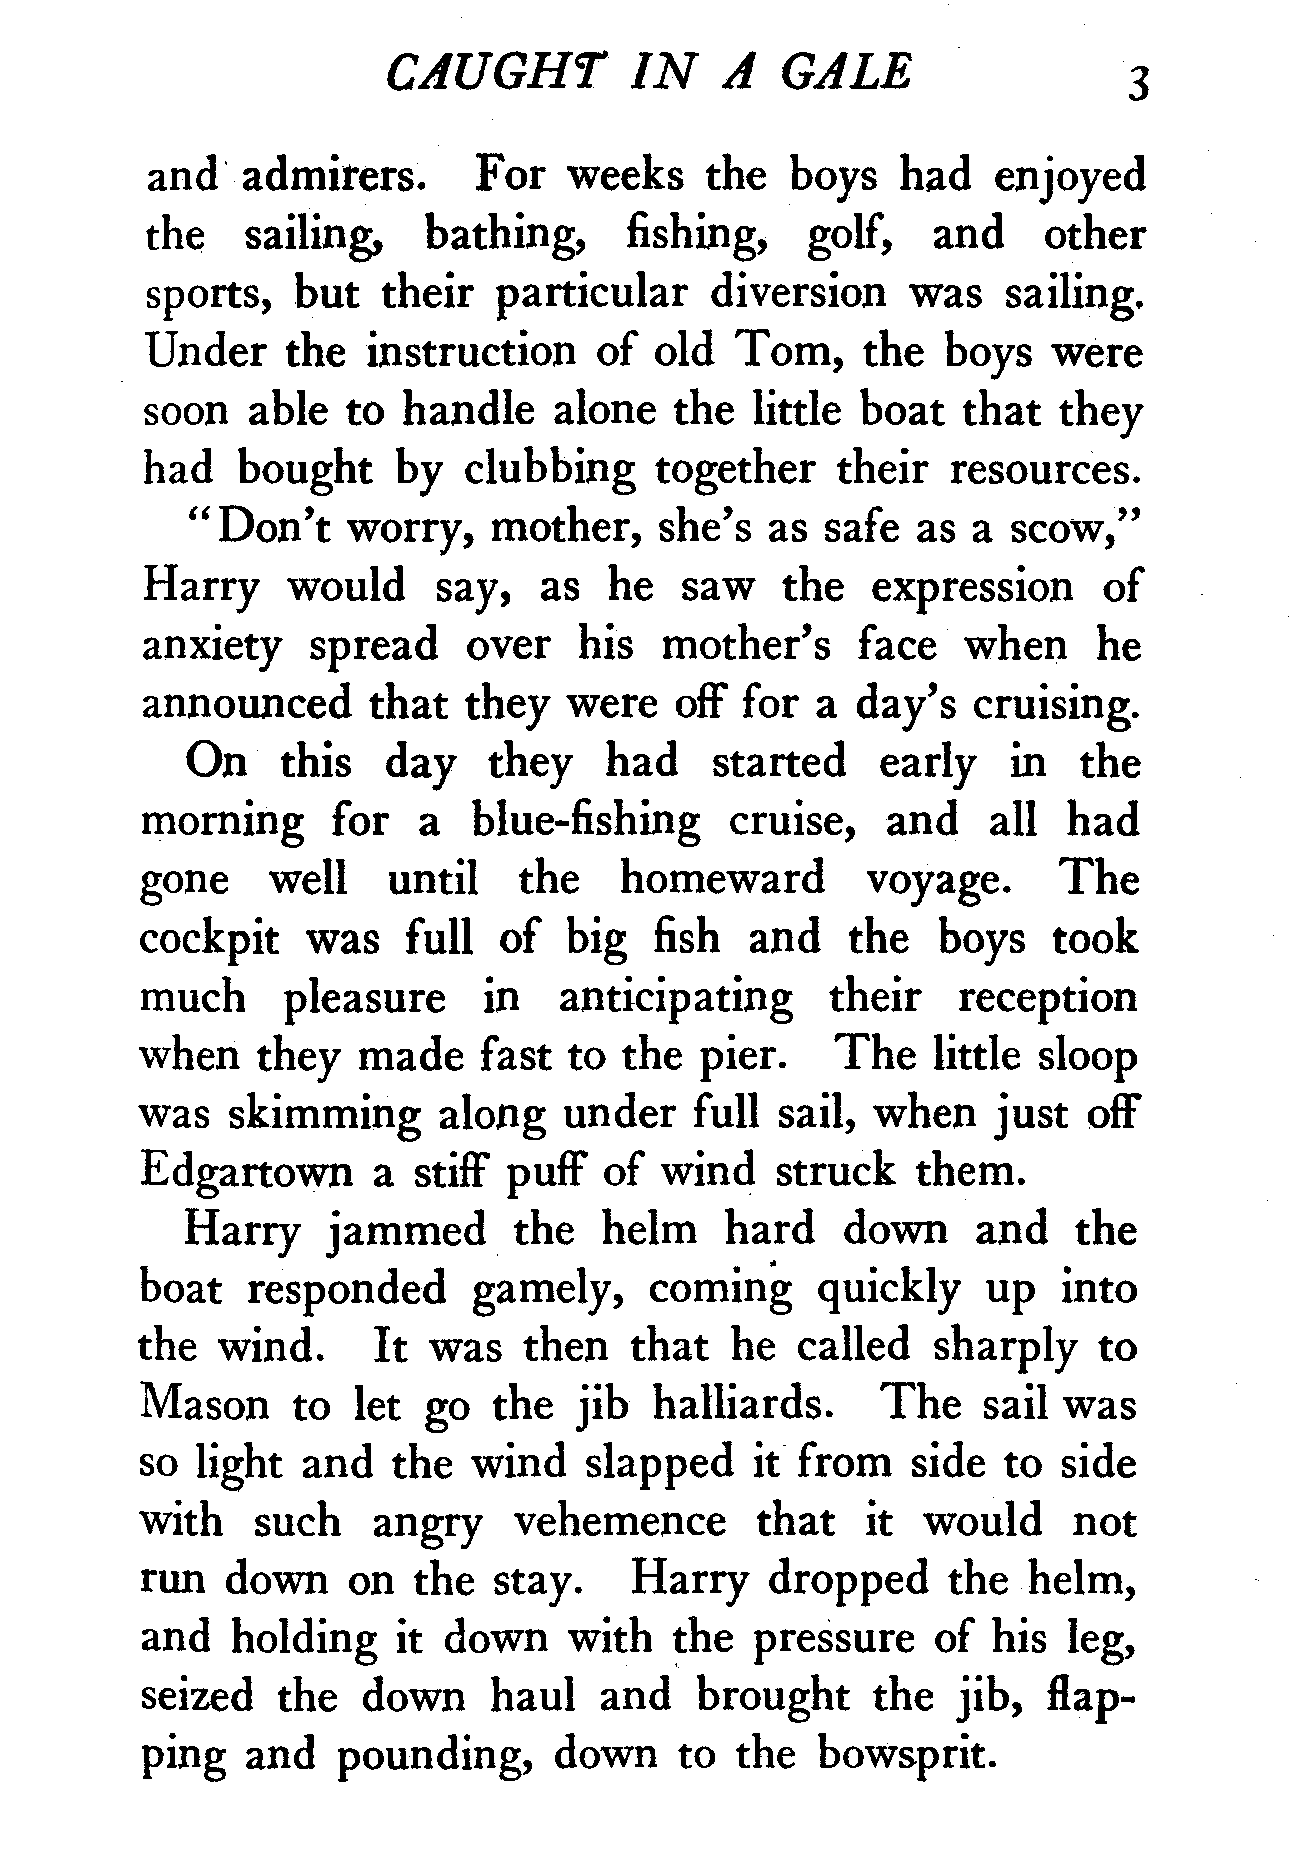 CAUGHT IN A GALE 3
and admirers. For weeks the boys had enjoyed
the sailing, bathing, fishing, golf, and other
sports, but their particular diversion was sailing.
Under the instruction of old Tom, the boys were
soon able to handle alone the little boat that they
had bought by clubbing together their resources.
"Don't worry, mother, she's as safe as a scow,"
Harry would say, as he saw the expression of
anxiety spread over his mother's face when he
announced that they were off for a day's cruising.
On this day they had started early in the
morning for a blue-fishing cruise, and all had
gone well until the homeward voyage. The
cockpit was full of big fish and the boys took
much pleasure in anticipating their reception
when they made fast to the pier. The little sloop
was skimming along under full sail, when just off
Edgartown a stiff puff of wind struck them.
Harry jammed the helm hard down and the
boat responded gamely, coming quickly up into
the wind. It was then that he called sharply to
Mason to let go the jib halliards. The sail was
so light and the wind slapped it from side to side
with such angry vehemence that it would not
run down on the stay. Harry dropped the helm,
and holding it down with the pressure of his leg,
seized the down haul and brought the jib, flap-
ping and pounding, down to the bowsprit.